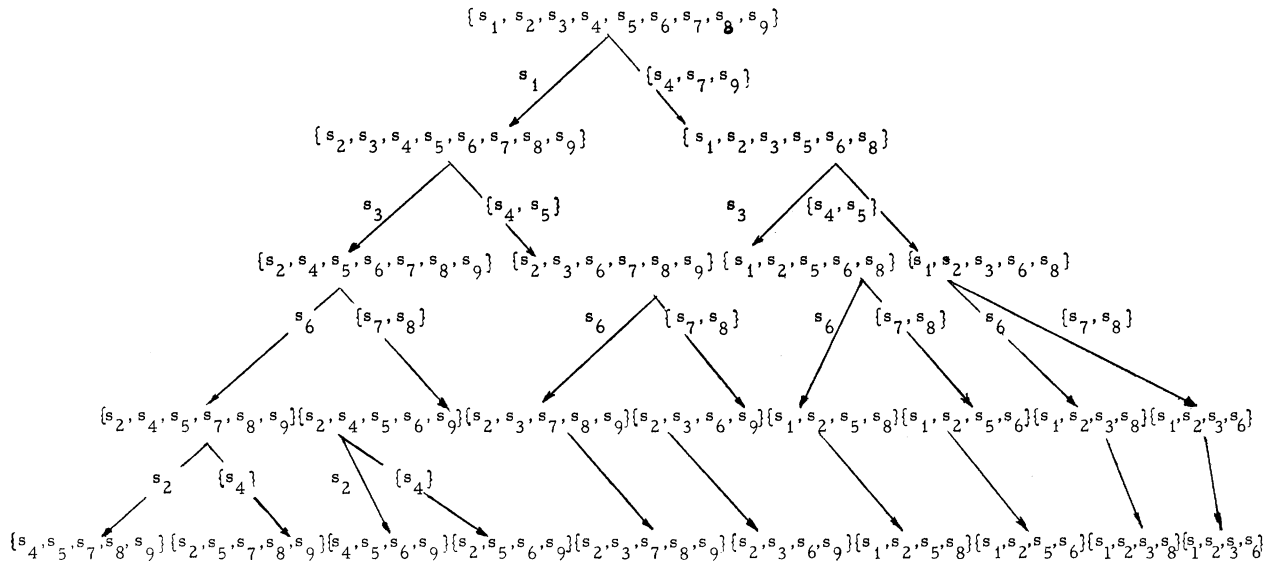 {s1,s2,s3,s4,s5,s6,s7,s8,s9}
s1 {s4,s7,s9}
{s2,s3,s4,s5,s6,s7,s8,s9} {s1,s2,s3,s5,s6,s8}
s3 {s4,s5} s3 {s4,s5}
{s2,s4,s5,s6,s7,s8,s9} {s2,s3,s6,s7,s8,s9} {s1,s2,s5,s6,s8} {s1,s2,s3,s6,s8}
s6 {s7,s8} s6 {s7,s8} s6 {s7,s8} s6 {s7,s8}
{s2,s4,s5,s7,s8,s9} {s2,s4,s5,s6,s9} {s2,s3,s7,s8,s9} {s2,s3,s6,s9} {s1,s2,s5,s8} {s1,s2,s5,s6} {s1,s2,s3,s8} {s1,s2,s3,s6}
s2 {s4} s2 {s4}
{s4,s5,s7,s8,s9} {s2,s5,s7,s8,s9} {s4,s5,s6,s9} {s2,s5,s6,s9} {s2,s3,s7,s8,s9} {s2,s3,s6,s9} {s1,s2,s5,s8} {s1,s2,s5,s6} {s1,s2,s3,s8} {s1,s2,s3,s6}